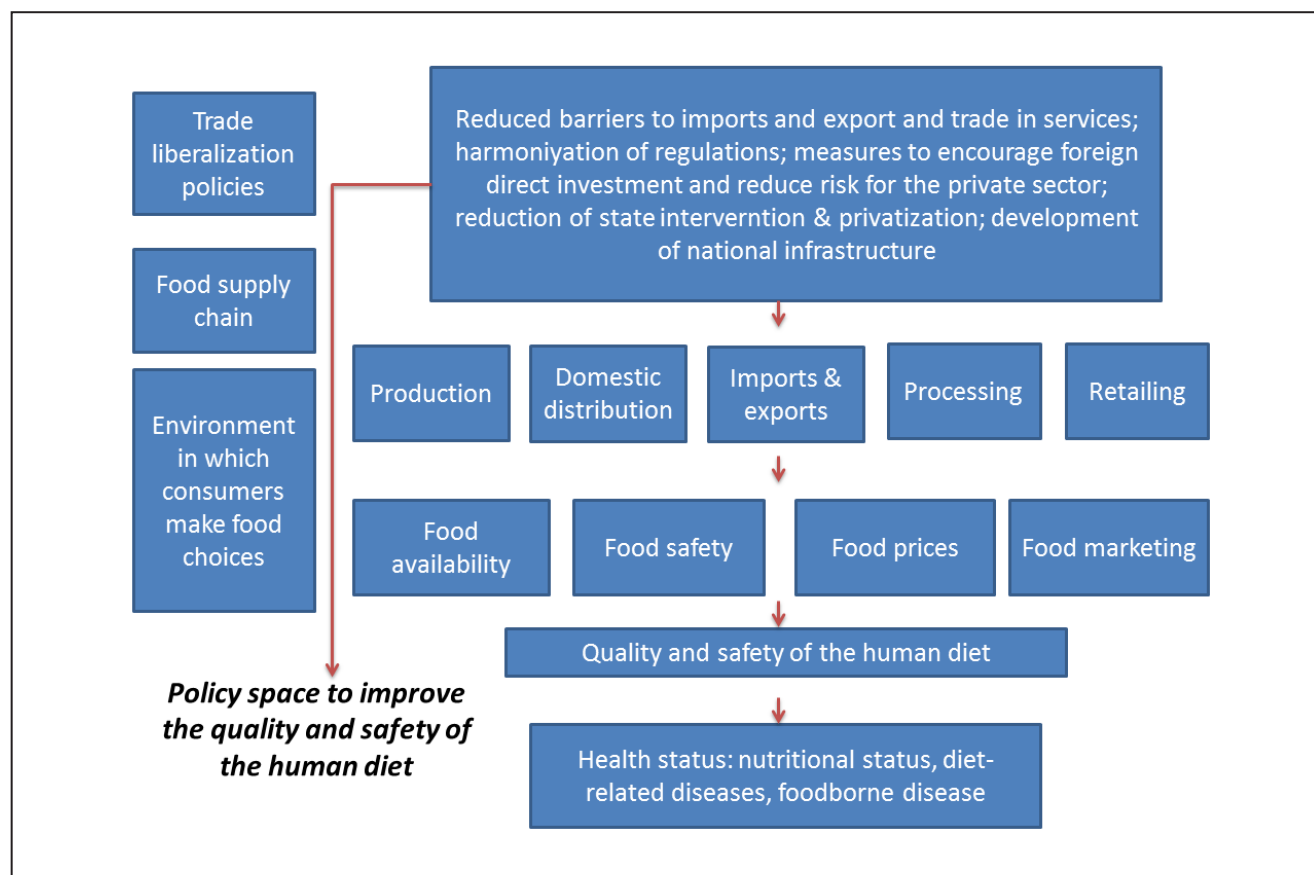 Trade
liberalization
policies
Food supply
chain
Environment
in which
consumers
make food
choices
Reduced barriers to imports and export and trade in services;
harmoniyation of regulations; measures to encourage foreign
direct investment and reduce risk for the private sector;
reduction of state interverntion & privatization; development
of national infrastructure
Production
Domestic
distribution
Imports &
exports
Processing
Retailing
Food
availability
Food safety
Food prices
Food marketing
Quality and safety of the human diet
Policy space to improve
the quality and safety of
the human diet
Health status: nutritional status, diet-
related diseases, foodborne disease